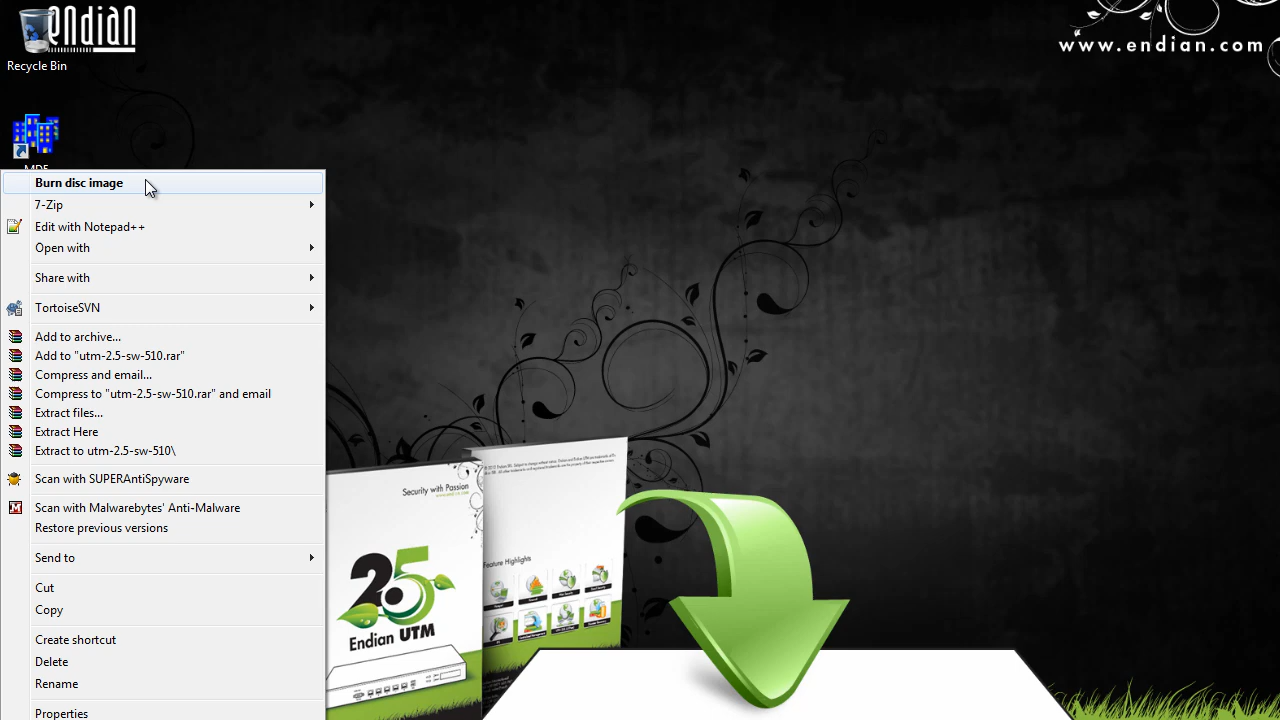 endian
www.endian.com
Recycle Bin
Burn disc image
7-Zip
Edit with Notepad++
Open with
Share with
TortoiseSVN
Add to archive...
Add to "utm-2.5-sw-510.rar"
Compress and email...
Compress to "utm-2.5-sw-510.rar" and email
Extract files...
Extract Here
Extract to utm-2.5-sw-510\
Scan with SUPERAntiSpyware
Scan with Malwarebytes' Anti-Malware
Restore previous versions
Send to
Cut
Copy
Create shortcut
Delete
Rename
Properties
Security with Passion
25
Endian UTM
Feature Highlights